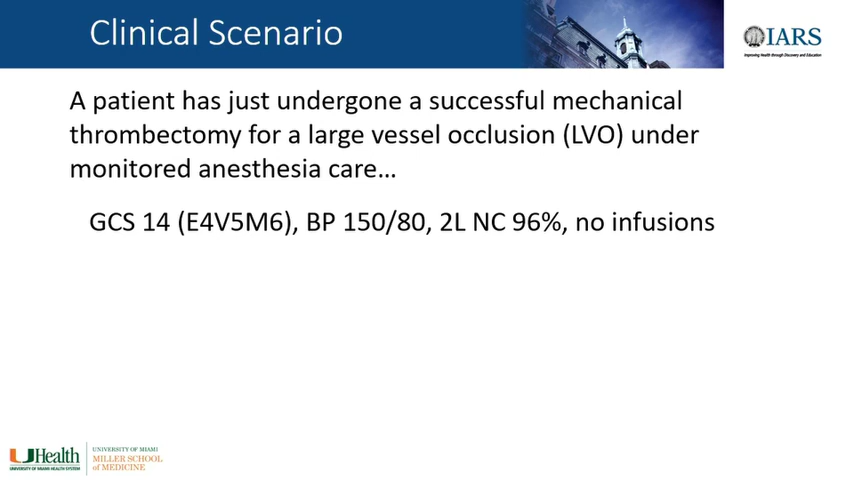 Clinical Scenario
IARS
Improving Health through Discovery and Education
A patient has just undergone a successful mechanical
thrombectomy for a large vessel occlusion (LVO) under
monitored anesthesia care…
GCS 14 (E4V5M6), BP 150/80, 2L NC 96%, no infusions
UHealth
UNIVERSITY OF MIAMI HEALTH SYSTEM
UNIVERSITY OF MIAMI
MILLER SCHOOL
of MEDICINE